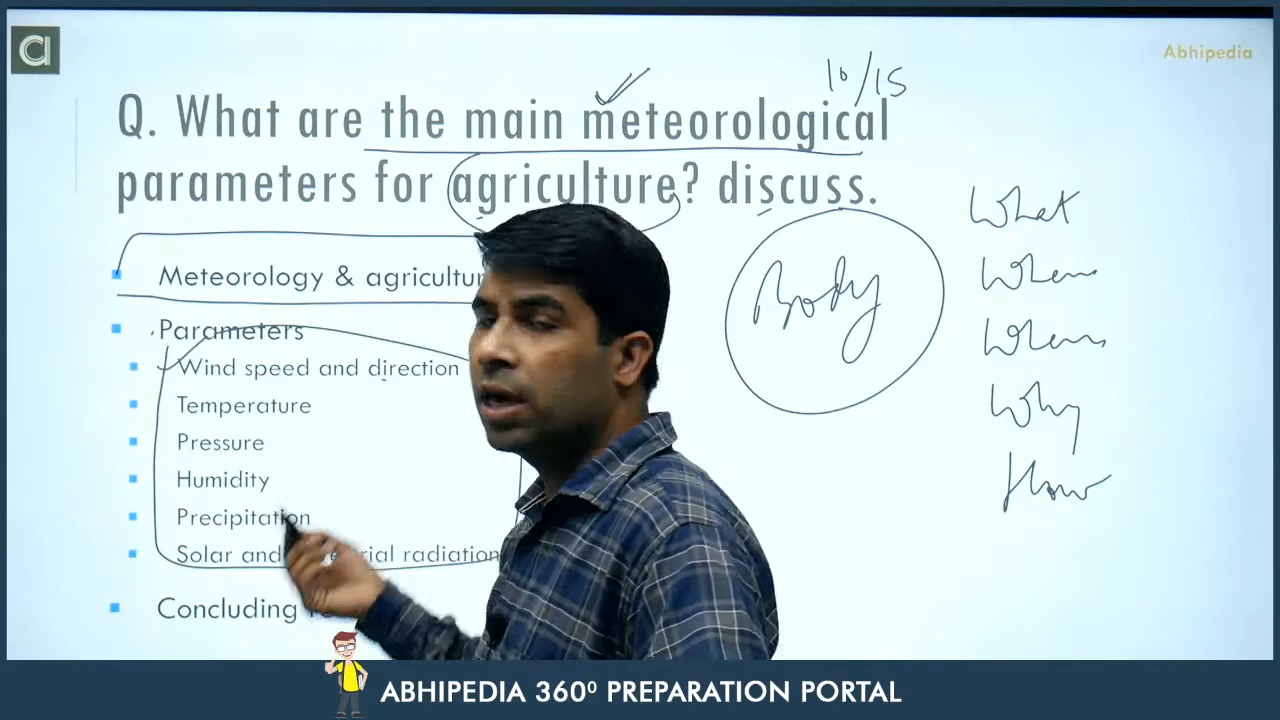 Abhipedia
10/15
Q. What are the main meteorological
parameters for agriculture? discuss.
Meteorology & agricultur
Parameters
Wind speed and direction
Temperature
Pressure
Humidity
Precipitation
Solar and rial radiation
Concluding
Body
What
When
Why
How
ABHIPEDIA 360⁰ PREPARATION PORTAL